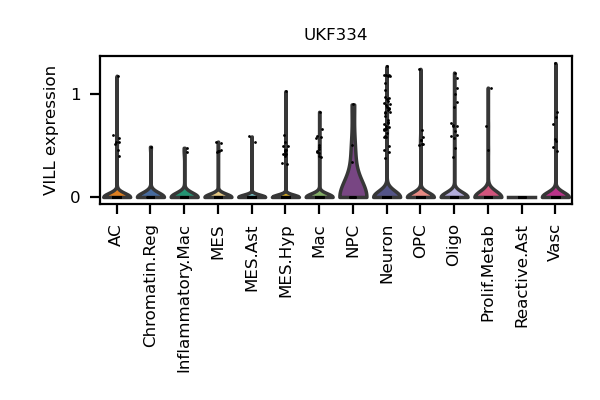 UKF334
VILL expression
1
0
AC
Chromatin.Reg
Inflammatory.Mac
MES
MES.Ast
MES.Hyp
Mac
NPC
Neuron
OPC
Oligo
Prolif.Metab
Reactive.Ast
Vasc